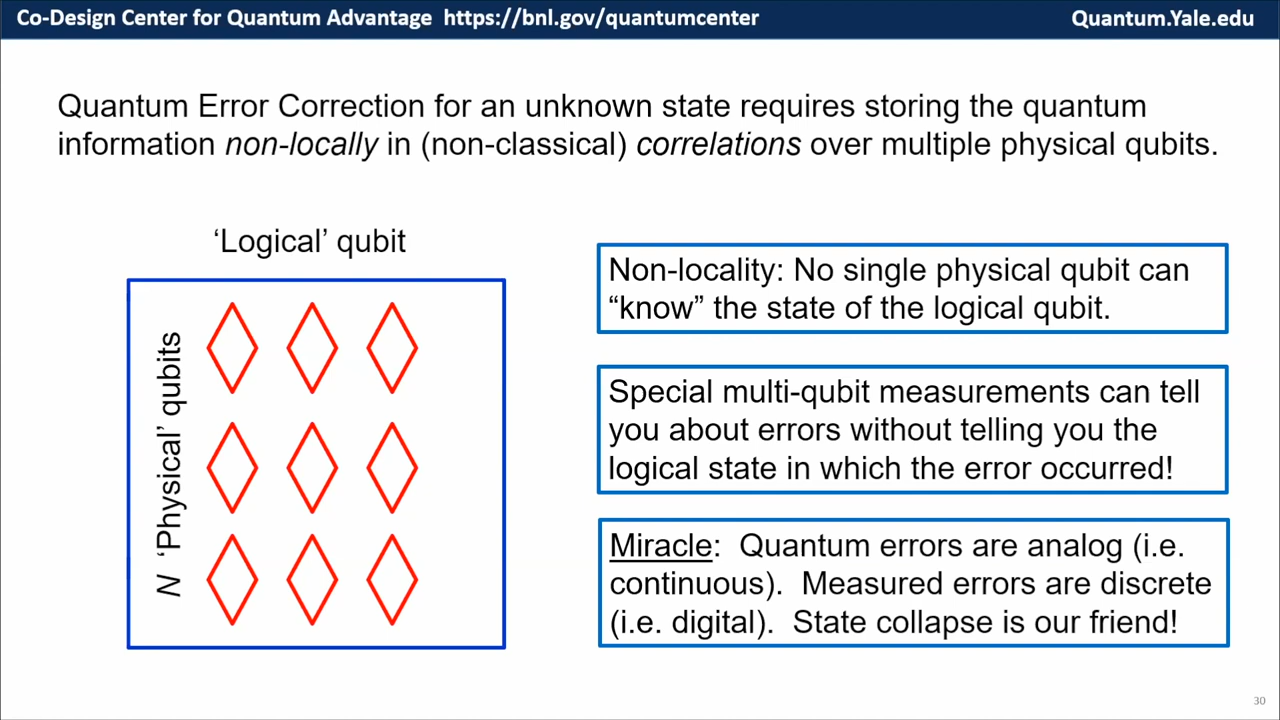 Co-Design Center for Quantum Advantage https://bnl.gov/quantumcenter
Quantum.Yale.edu
Quantum Error Correction for an unknown state requires storing the quantum
information non-locally in (non-classical) correlations over multiple physical qubits.
‘Logical’ qubit
N ‘Physical’ qubits
Non-locality: No single physical qubit can
“know” the state of the logical qubit.
Special multi-qubit measurements can tell
you about errors without telling you the
logical state in which the error occurred!
Miracle: Quantum errors are analog (i.e.
continuous). Measured errors are discrete
(i.e. digital). State collapse is our friend!
30